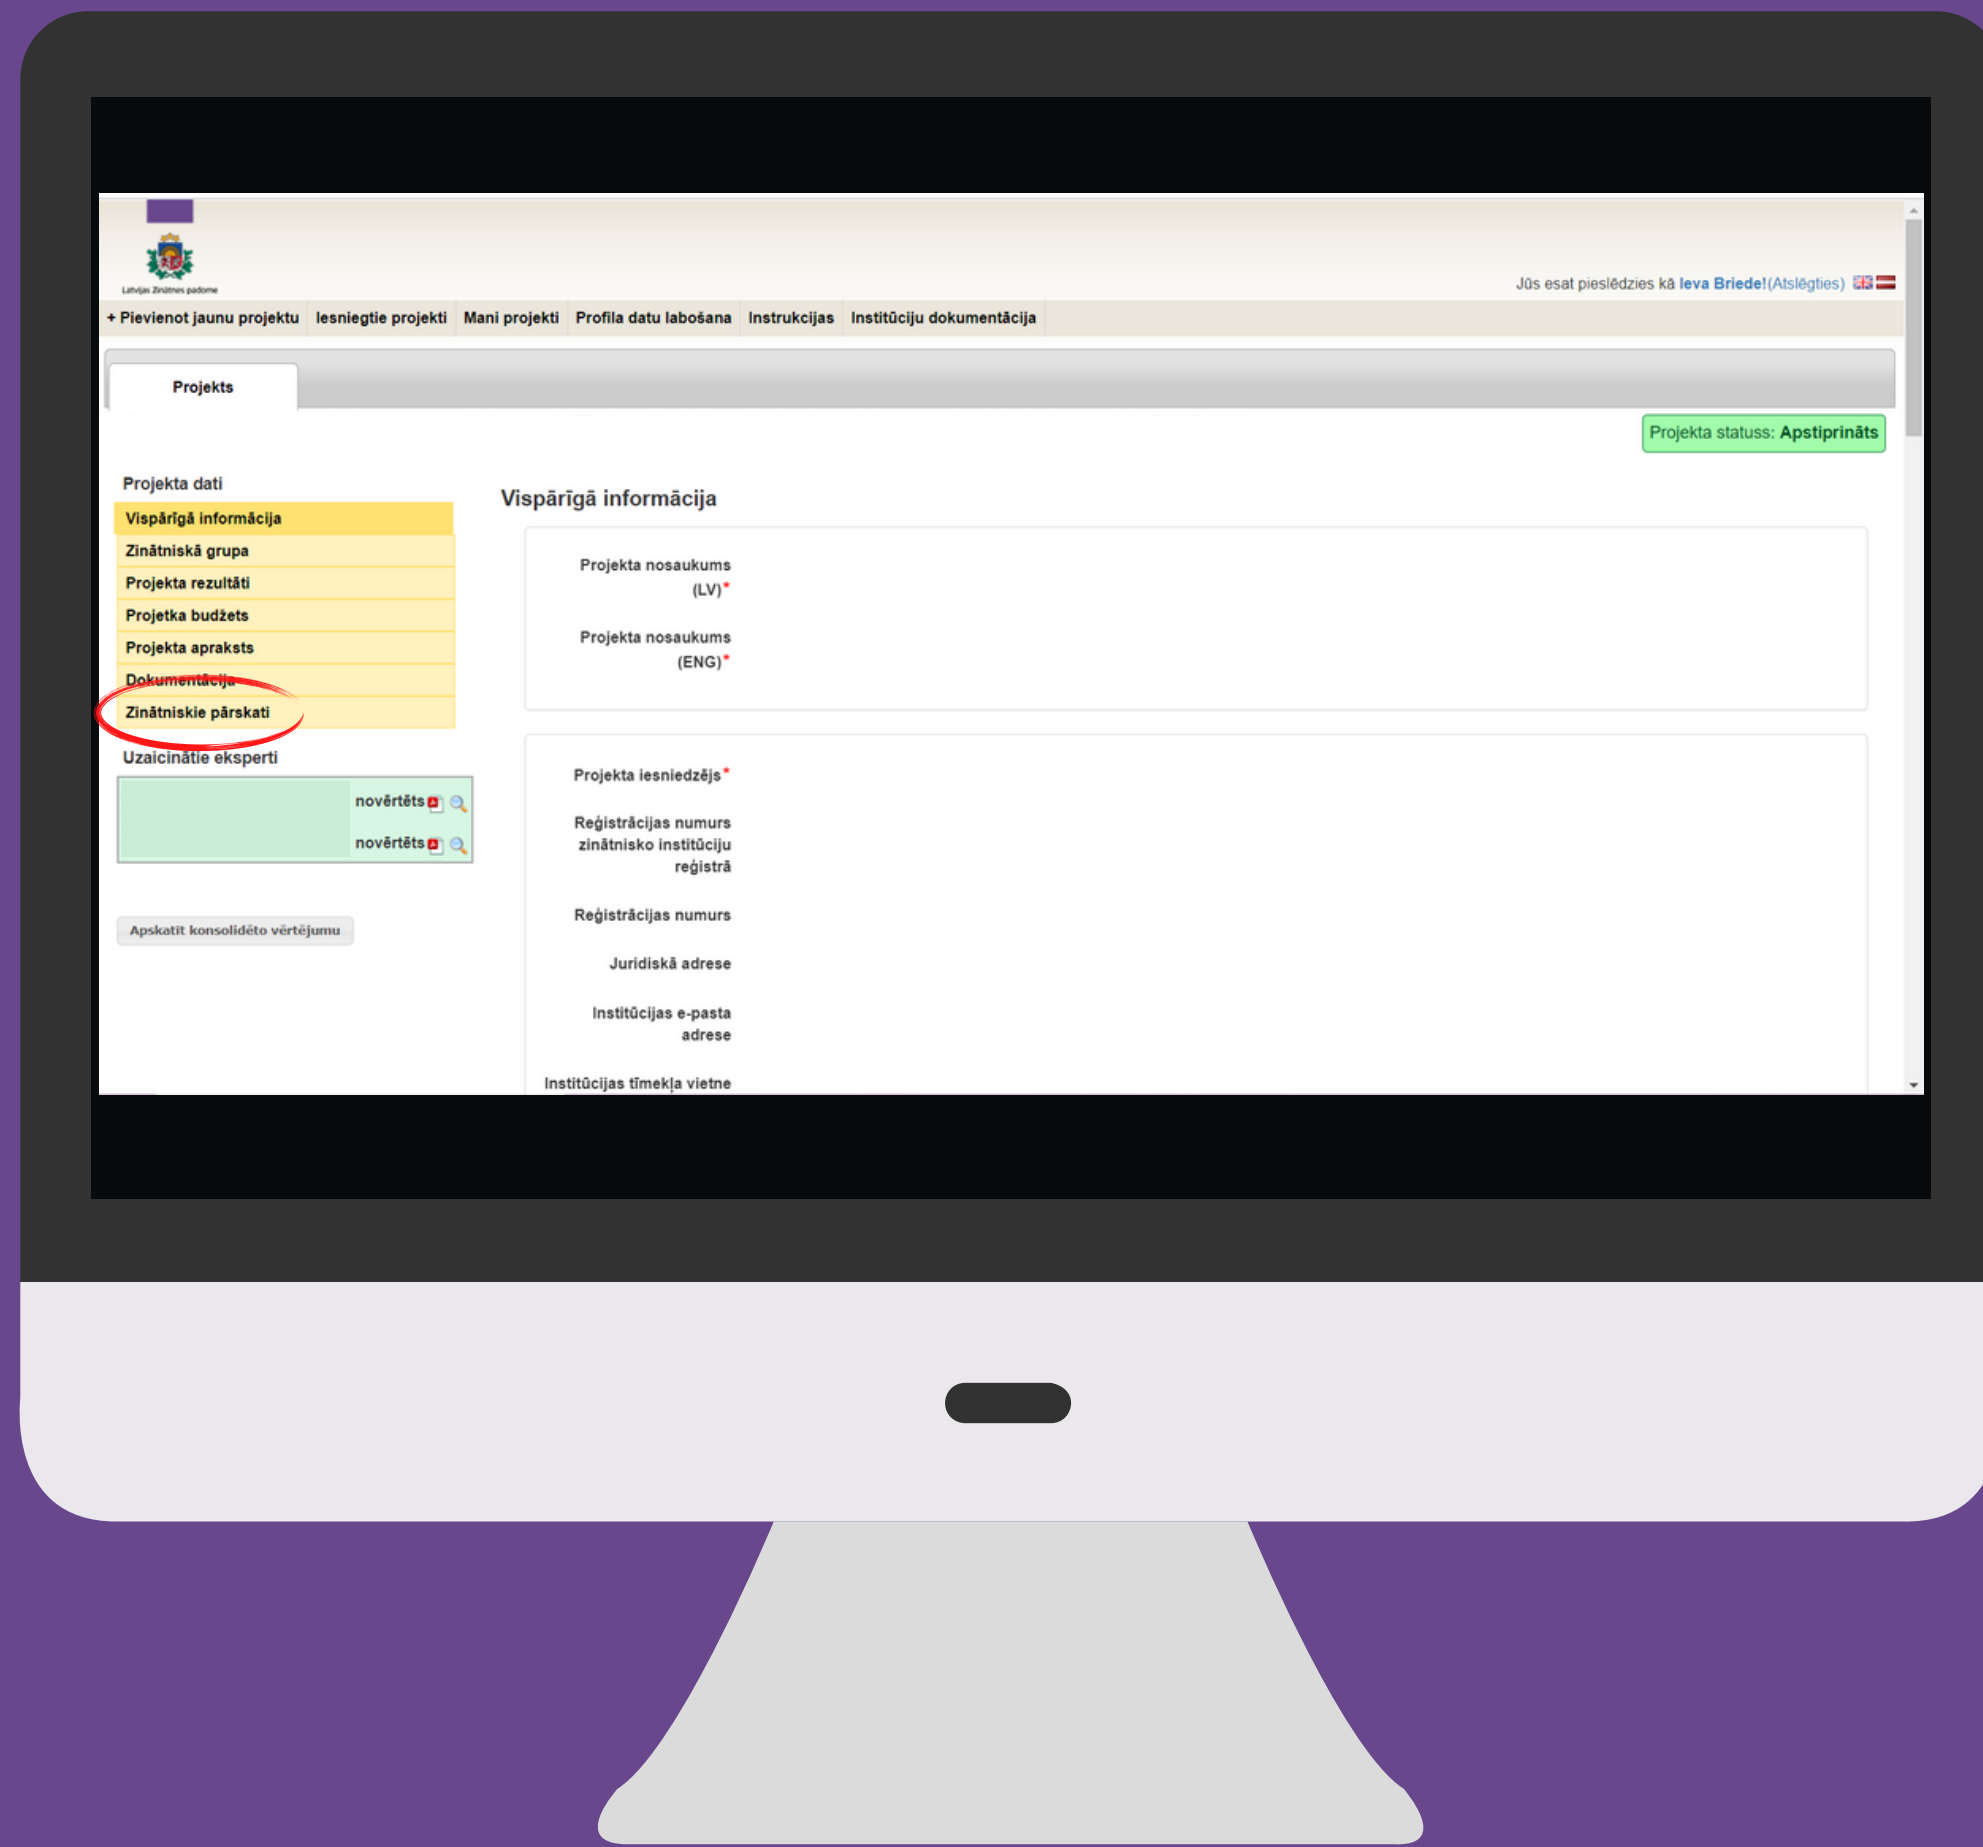 Latvijas Zinātnes padome
Jūs esat pieslēdzies kā Ieva Briede!(Atslēgties)
+ Pievienot jaunu projektu Iesniegtie projekti Mani projekti Profila datu labošana Instrukcijas Institūciju dokumentācija
Projekts
Projekta statuss: Apstiprināts
Projekta dati
Vispārīgā informācija
Zinātniskā grupa
Projekta rezultāti
Projetka budžets
Projekta apraksts
Dokumentācija
Zinātniskie pārskati
Uzaicinātie eksperti
novērtēts
novērtēts
Apskatīt konsolidēto vērtējumu
Vispārīgā informācija
Projekta nosaukums
(LV)*
Projekta nosaukums
(ENG)*
Projekta iesniedzējs*
Reģistrācijas numurs
zinātnisko institūciju
reģistrā
Reģistrācijas numurs
Juridiskā adrese
Institūcijas e-pasta
adrese
Institūcijas tīmekļa vietne